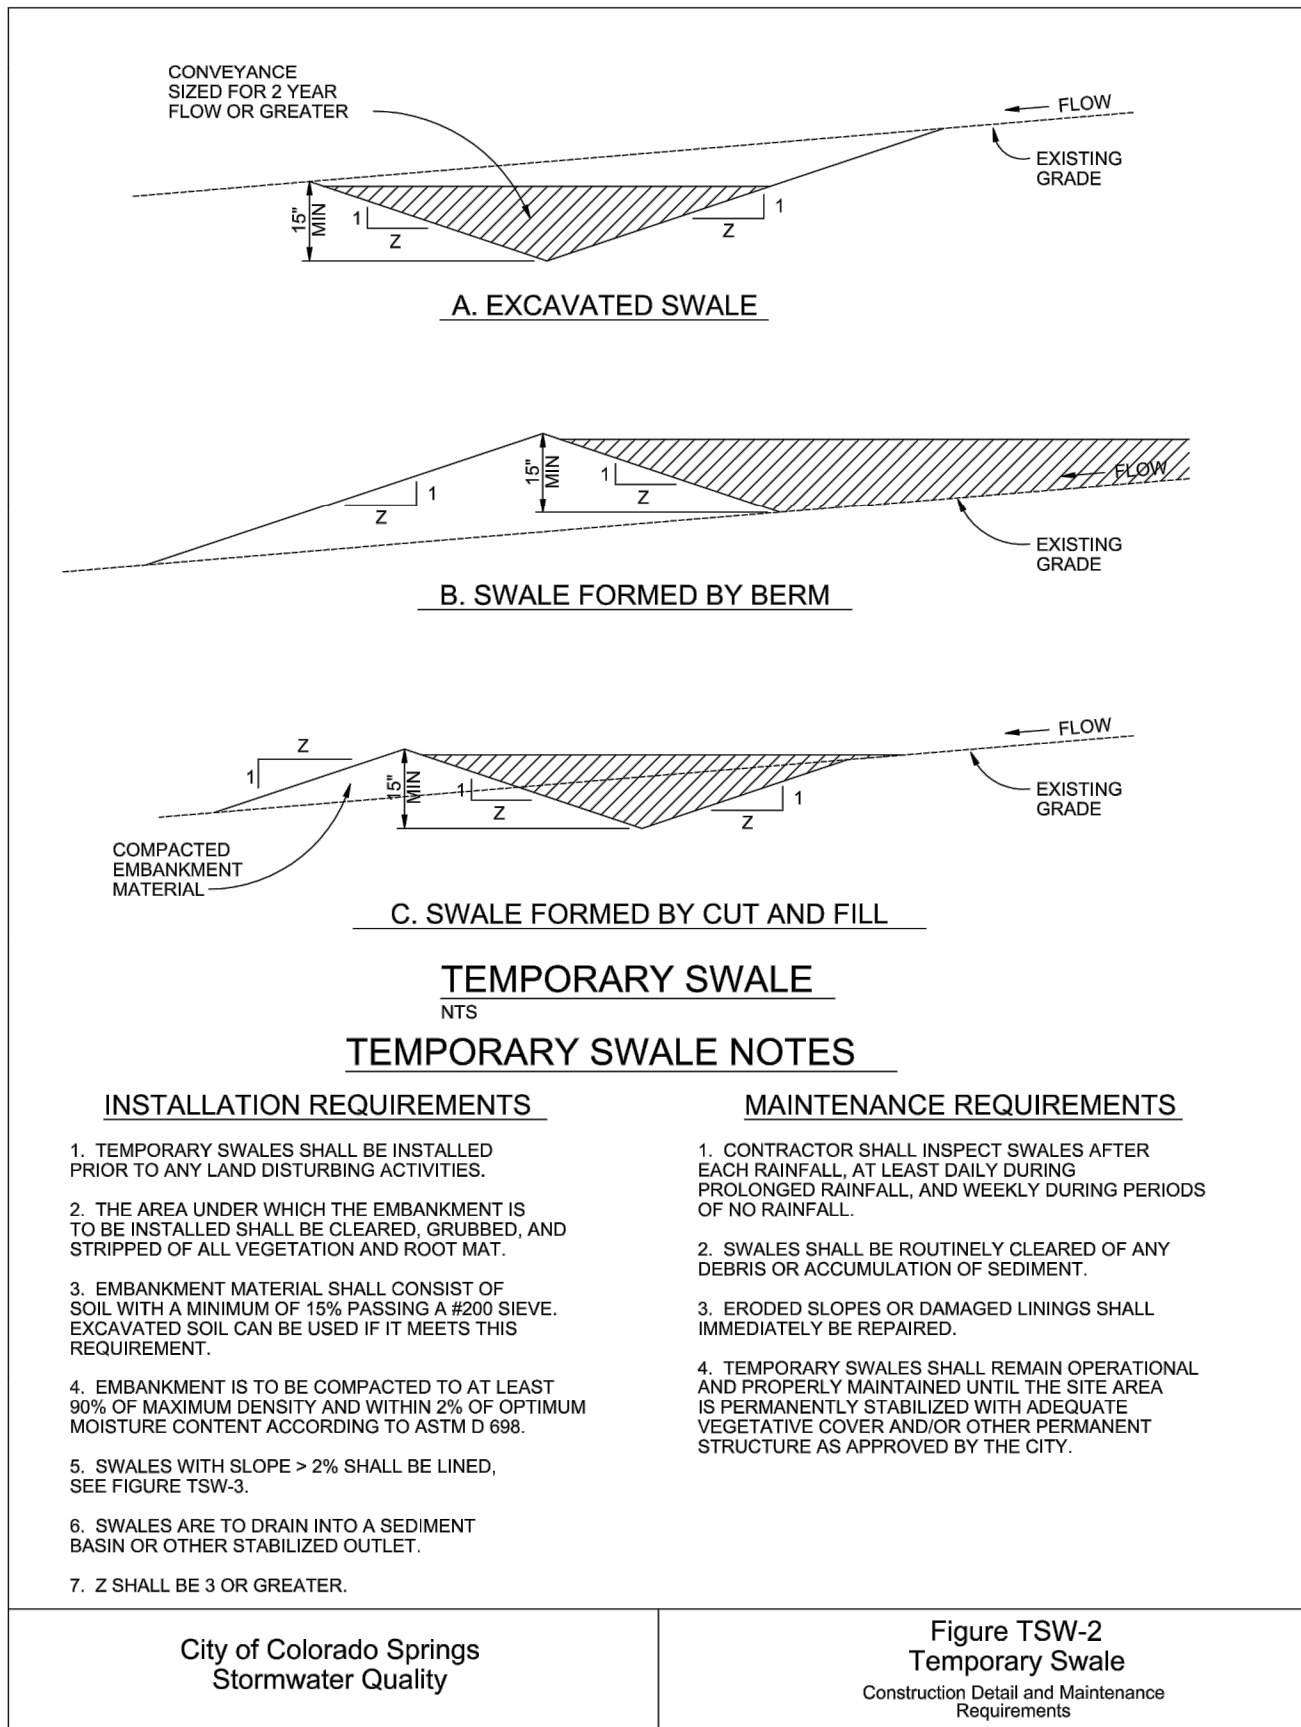 CONVEYANCE
SIZED FOR 2 YEAR
FLOW OR GREATER
FLOW
EXISTING
GRADE
15"
MIN
1
Z
1
Z
A. EXCAVATED SWALE
15"
MIN
1
Z
1
Z
FLOW
EXISTING
GRADE
B. SWALE FORMED BY BERM
Z
1
15"
MIN
1
Z
1
Z
FLOW
EXISTING
GRADE
COMPACTED
EMBANKMENT
MATERIAL
C. SWALE FORMED BY CUT AND FILL
TEMPORARY SWALE
NTS
TEMPORARY SWALE NOTES
INSTALLATION REQUIREMENTS
1. TEMPORARY SWALES SHALL BE INSTALLED
PRIOR TO ANY LAND DISTURBING ACTIVITIES.
2. THE AREA UNDER WHICH THE EMBANKMENT IS
TO BE INSTALLED SHALL BE CLEARED, GRUBBED, AND
STRIPPED OF ALL VEGETATION AND ROOT MAT.
3. EMBANKMENT MATERIAL SHALL CONSIST OF
SOIL WITH A MINIMUM OF 15% PASSING A #200 SIEVE.
EXCAVATED SOIL CAN BE USED IF IT MEETS THIS
REQUIREMENT.
4. EMBANKMENT IS TO BE COMPACTED TO AT LEAST
90% OF MAXIMUM DENSITY AND WITHIN 2% OF OPTIMUM
MOISTURE CONTENT ACCORDING TO ASTM D 698.
5. SWALES WITH SLOPE > 2% SHALL BE LINED,
SEE FIGURE TSW-3.
6. SWALES ARE TO DRAIN INTO A SEDIMENT
BASIN OR OTHER STABILIZED OUTLET.
7. Z SHALL BE 3 OR GREATER.
MAINTENANCE REQUIREMENTS
1. CONTRACTOR SHALL INSPECT SWALES AFTER
EACH RAINFALL, AT LEAST DAILY DURING
PROLONGED RAINFALL, AND WEEKLY DURING PERIODS
OF NO RAINFALL.
2. SWALES SHALL BE ROUTINELY CLEARED OF ANY
DEBRIS OR ACCUMULATION OF SEDIMENT.
3. ERODED SLOPES OR DAMAGED LININGS SHALL
IMMEDIATELY BE REPAIRED.
4. TEMPORARY SWALES SHALL REMAIN OPERATIONAL
AND PROPERLY MAINTAINED UNTIL THE SITE AREA
IS PERMANENTLY STABILIZED WITH ADEQUATE
VEGETATIVE COVER AND/OR OTHER PERMANENT
STRUCTURE AS APPROVED BY THE CITY.
City of Colorado Springs
Stormwater Quality
Figure TSW-2
Temporary Swale
Construction Detail and Maintenance
Requirements